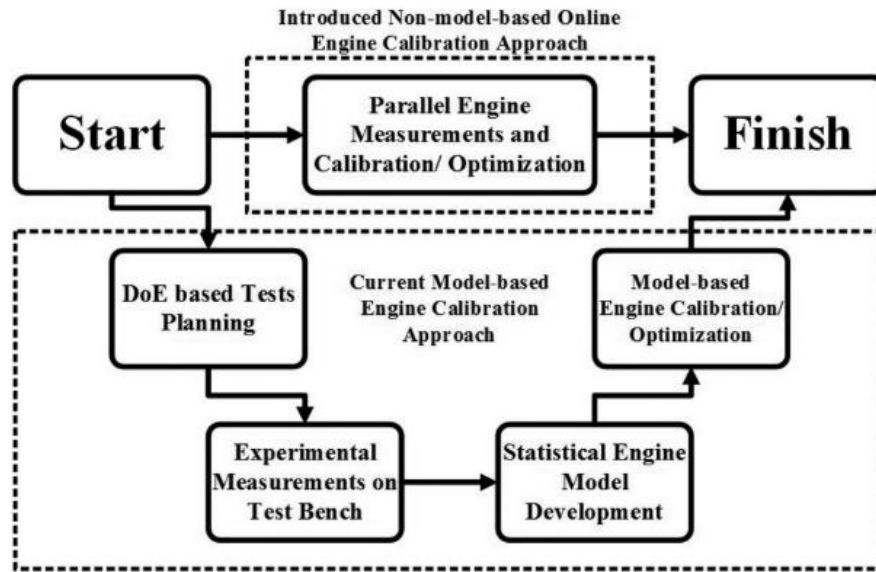 Introduced Non-model-based Online
Engine Calibration Approach
Start
Parallel Engine
Measurements and
Calibration/ Optimization
Finish
DoE based Tests
Planning
Current Model-based
Engine Calibration
Approach
Model-based
Engine Calibration/
Optimization
Experimental
Measurements on
Test Bench
Statistical Engine
Model
Development